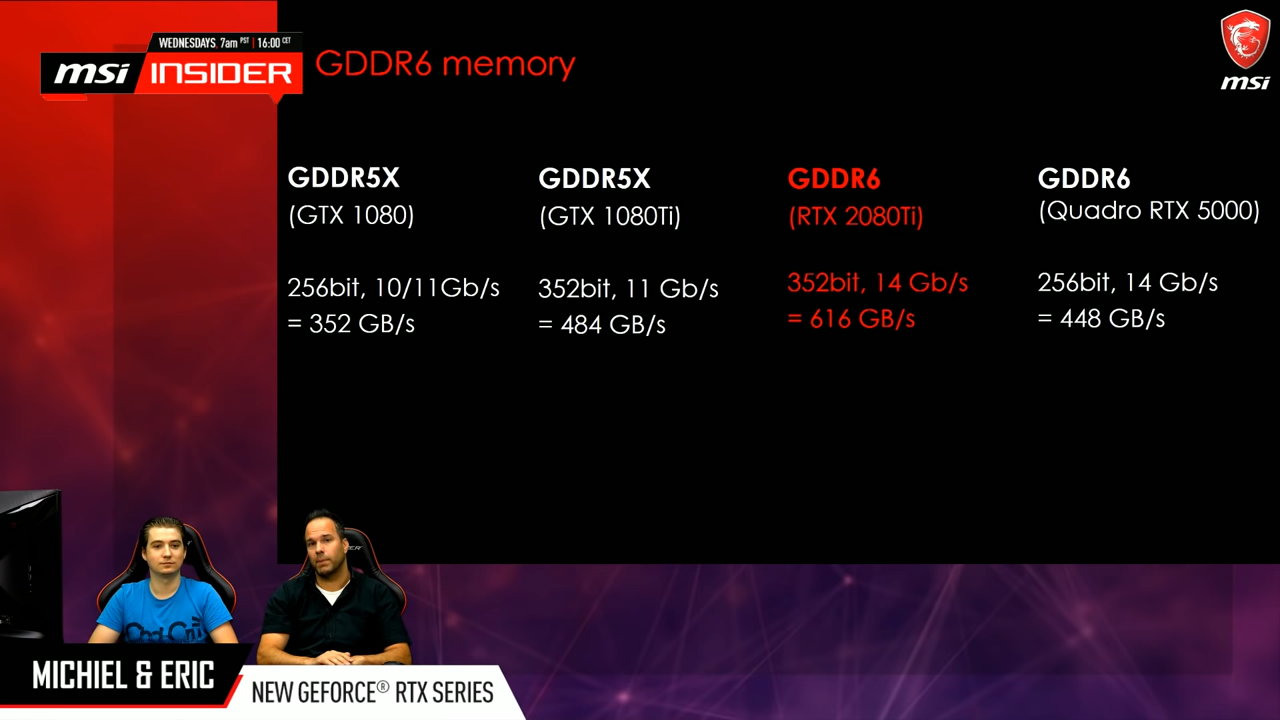 WEDNESDAYS, 7am PST | 16:00 CET
msi INSIDER
GDDR6 memory
msi
GDDR5X
(GTX 1080)
256bit, 10/11Gb/s
= 352 GB/s
GDDR5X
(GTX 1080Ti)
352bit, 11 Gb/s
= 484 GB/s
GDDR6
(RTX 2080Ti)
352bit, 14 Gb/s
= 616 GB/s
GDDR6
(Quadro RTX 5000)
256bit, 14 Gb/s
= 448 GB/s
MICHIEL & ERIC
NEW GEFORCE® RTX SERIES